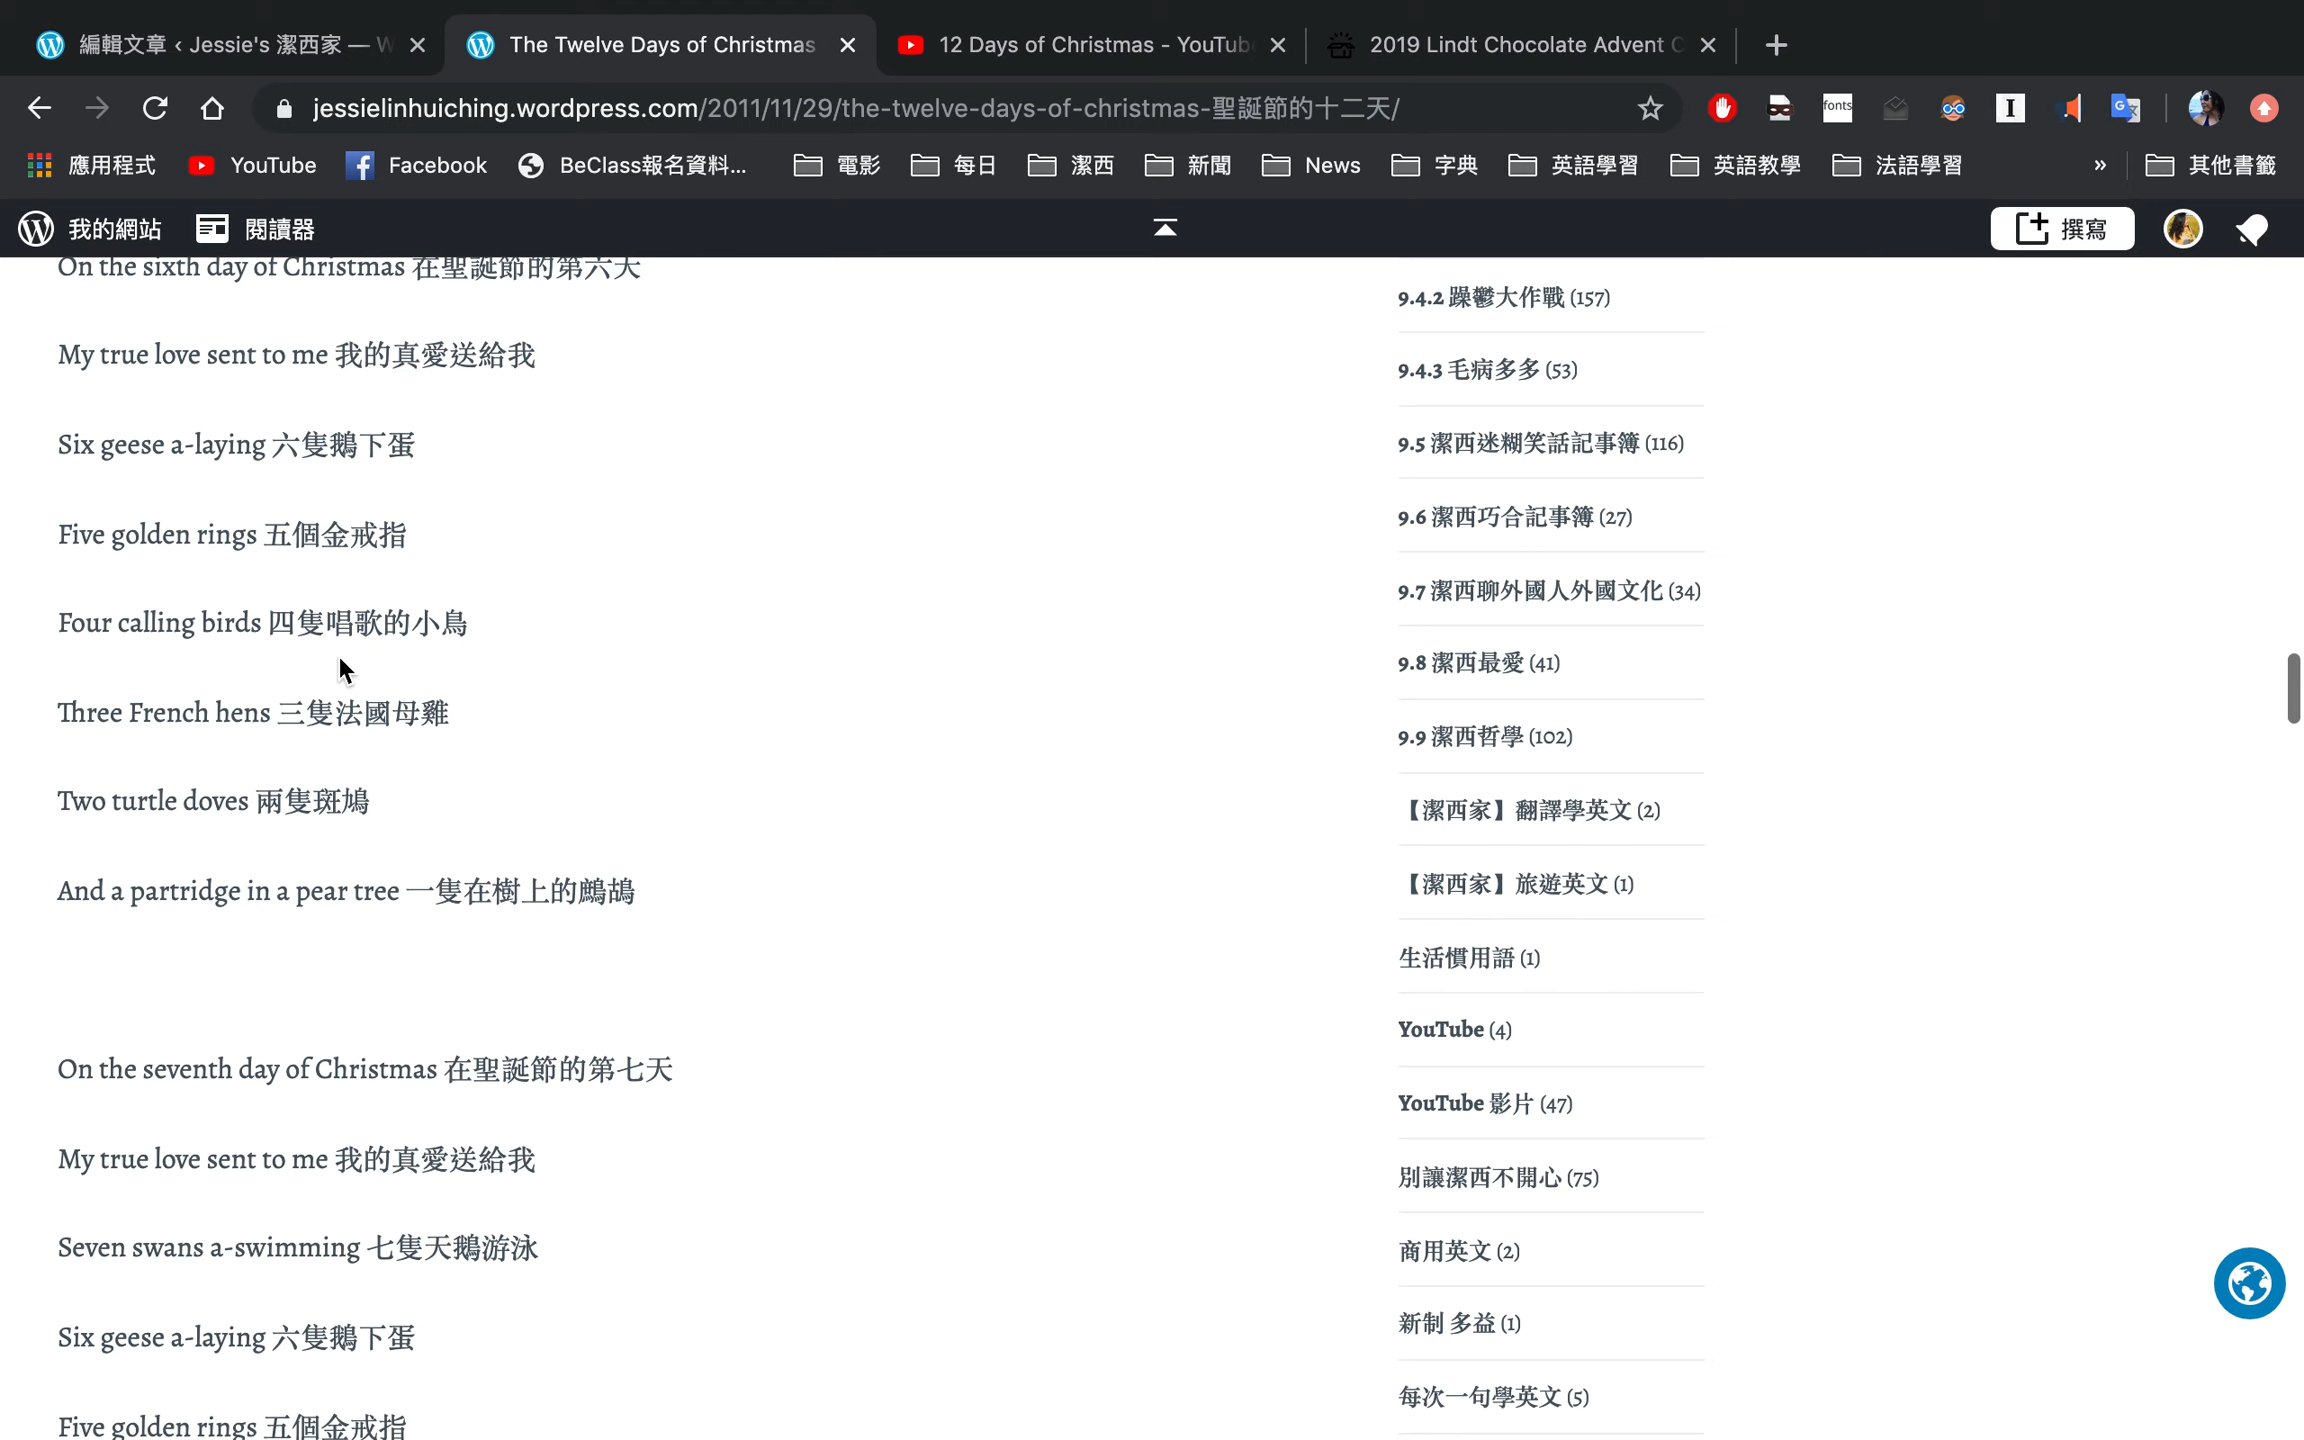 編輯文章 ‹ Jessie's 潔西家 — W
The Twelve Days of Christmas
12 Days of Christmas - YouTub
2019 Lindt Chocolate Advent C
jessielinhuiching.wordpress.com/2011/11/29/the-twelve-days-of-christmas-聖誕節的十二天/
fonts
應用程式
YouTube
Facebook
BeClass報名資料...
電影
每日
潔西
新聞
News
字典
英語學習
英語教學
法語學習
»
其他書籤
我的網站
閱讀器
撰寫
On the sixth day of Christmas 在聖誕節的第六天
My true love sent to me 我的真愛送給我
Six geese a-laying 六隻鵝下蛋
Five golden rings 五個金戒指
Four calling birds 四隻唱歌的小鳥
Three French hens 三隻法國母雞
Two turtle doves 兩隻斑鳩
And a partridge in a pear tree 一隻在樹上的鷓鴣
On the seventh day of Christmas 在聖誕節的第七天
My true love sent to me 我的真愛送給我
Seven swans a-swimming 七隻天鵝游泳
Six geese a-laying 六隻鵝下蛋
Five golden rings 五個金戒指
9.4.2 躁鬱大作戰 (157)
9.4.3 毛病多多 (53)
9.5 潔西迷糊笑話記事簿 (116)
9.6 潔西巧合記事簿 (27)
9.7 潔西聊外國人外國文化 (34)
9.8 潔西最愛 (41)
9.9 潔西哲學 (102)
【潔西家】翻譯學英文 (2)
【潔西家】旅遊英文 (1)
生活慣用語 (1)
YouTube (4)
YouTube 影片 (47)
別讓潔西不開心 (75)
商用英文 (2)
新制 多益 (1)
每次一句學英文 (5)